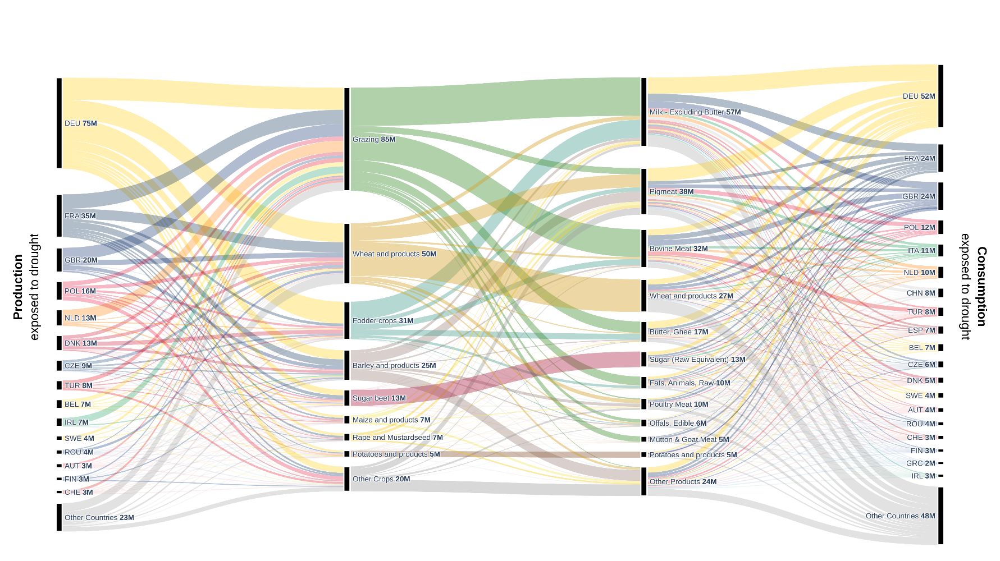 Production
exposed to drought
DEU 75M
FRA 35M
GBR 20M
POL 16M
NLD 13M
DNK 13M
CZE 9M
TUR 8M
BEL 7M
IRL 7M
SWE 4M
ROU 4M
AUT 3M
FIN 3M
CHE 3M
Other Countries 23M
Grazing 85M
Wheat and products 50M
Fodder crops 31M
Barley and products 25M
Sugar beet 13M
Maize and products 7M
Rape and Mustardseed 7M
Potatoes and products 5M
Other Crops 20M
Milk - Excluding Butter 57M
Pigmeat 38M
Bovine Meat 32M
Wheat and products 27M
Butter, Ghee 17M
Sugar (Raw Equivalent) 13M
Fats, Animals, Raw 10M
Poultry Meat 10M
Offals, Edible 6M
Mutton & Goat Meat 5M
Potatoes and products 5M
Other Products 24M
DEU 52M
FRA 24M
GBR 24M
POL 12M
ITA 11M
NLD 10M
CHN 8M
TUR 8M
ESP 7M
BEL 7M
CZE 6M
DNK 5M
SWE 4M
AUT 4M
ROU 4M
CHE 3M
FIN 3M
GRC 2M
IRL 3M
Other Countries 48M
Consumption
exposed to drought